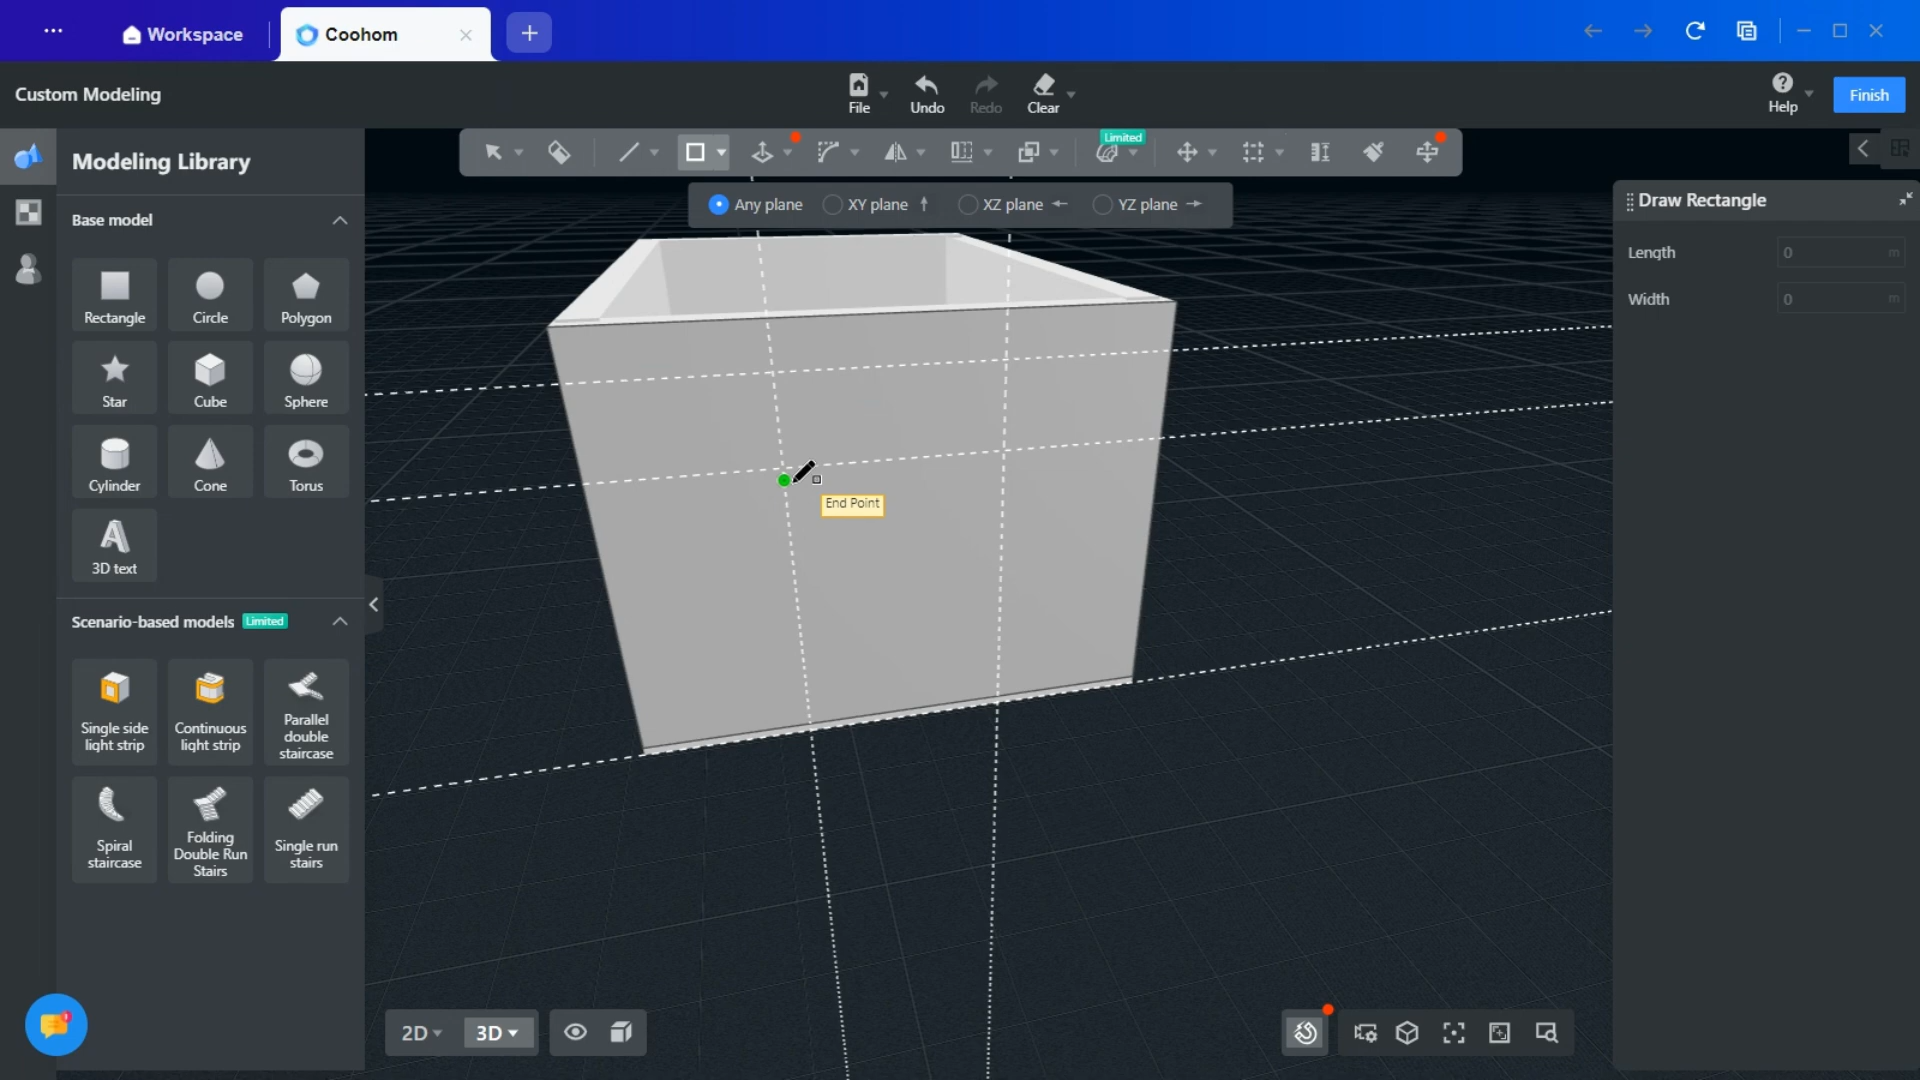 Workspace
Coohom
Custom Modeling
File
Undo
Redo
Clear
Help
Finish
Modeling Library
Limited
Any plane
XY plane
XZ plane
YZ plane
Draw Rectangle
Base model
Length
0
m
Width
0
m
Rectangle
Circle
Polygon
Star
Cube
Sphere
Cylinder
Cone
Torus
End Point
A
3D text
Scenario-based models
Limited
Single side
light strip
Continuous
light strip
Parallel
double
staircase
Spiral
staircase
Folding
Double Run
Stairs
Single run
stairs
2D
3D